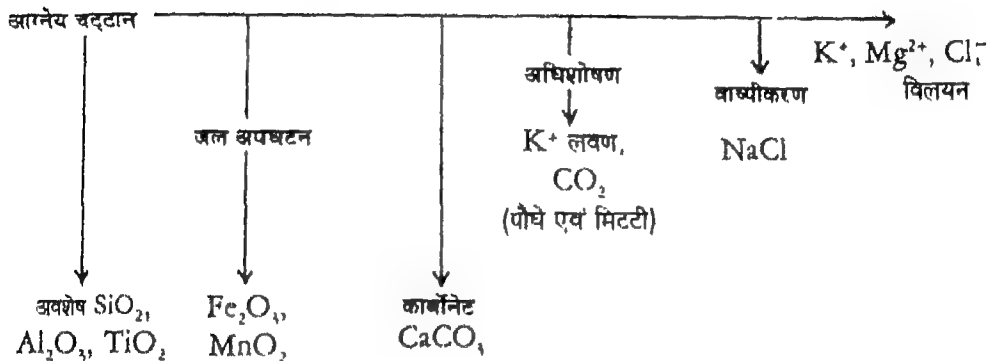 आग्नेय चट्टान
K⁺, Mg²⁺, Cl⁻
विलयन
अधिशोषण
वाष्पीकरण
जल अपघटन
K⁺ लवण,
CO₂
(पौघे एवं मिटटी)
NaCl
अवशेष SiO₂,
Al₂O₃, TiO₂
Fe₂O₃,
MnO₂
कार्बोनेट
CaCO₃